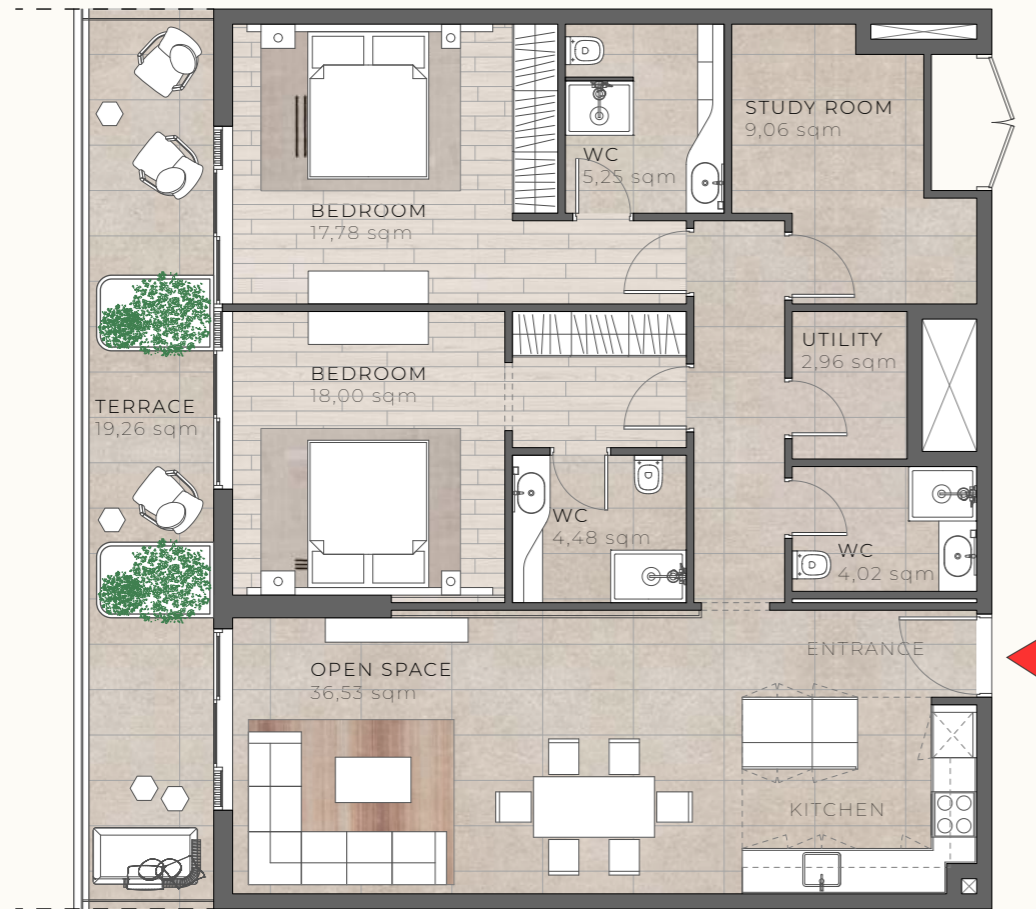 STUDY ROOM
9,06 sqm
WC
5,25 sqm
BEDROOM
17,78 sqm
UTILITY
2,96 sqm
BEDROOM
18,00 sqm
TERRACE
19,26 sqm
WC
4,48 sqm
WC
4,02 sqm
ENTRANCE
OPEN SPACE
36,53 sqm
KITCHEN